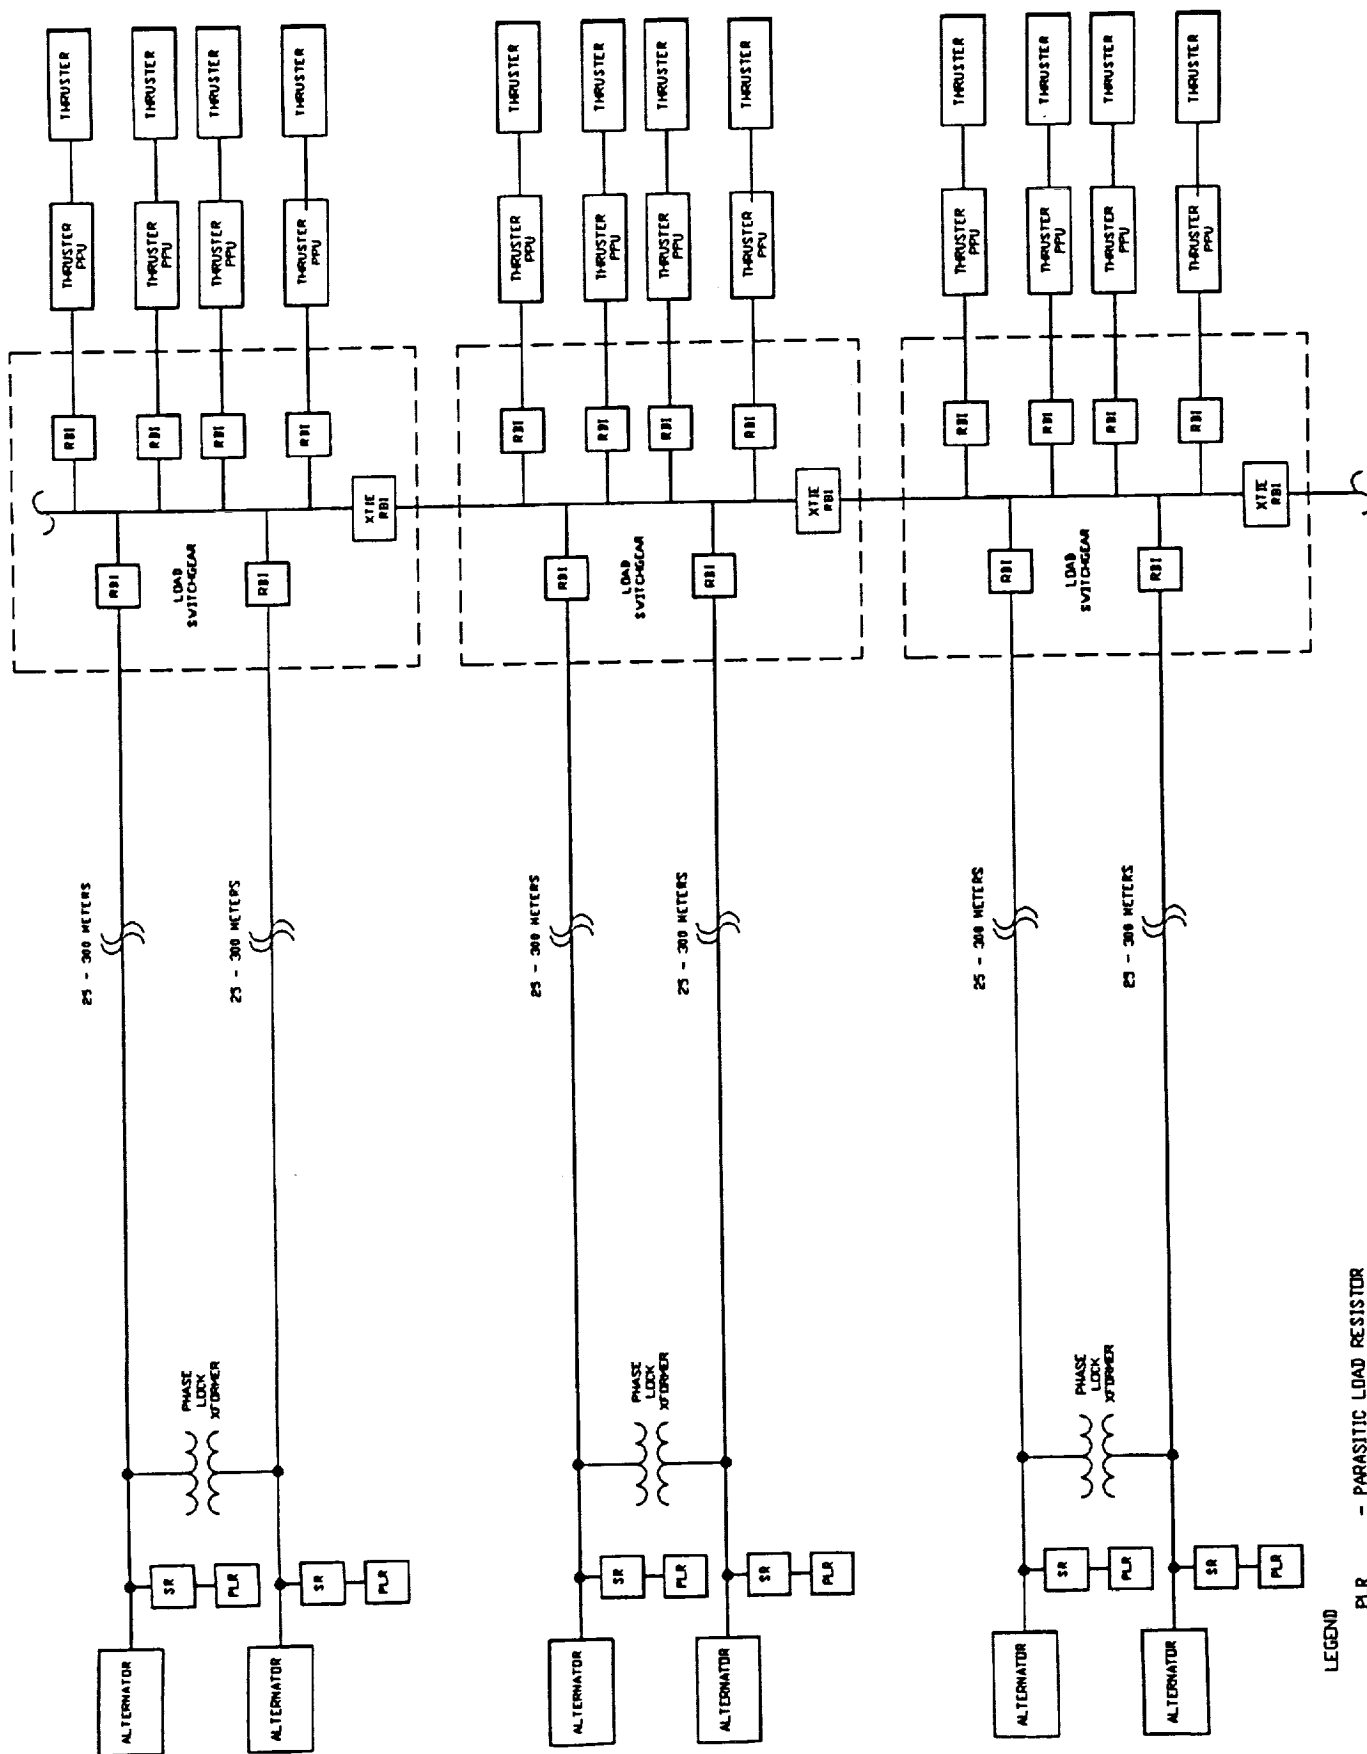 ALTERNATOR
SR
PLR
PHASE
LOCK
XFORMER
25 - 300 METERS
ALTERNATOR
SR
PLR
25 - 300 METERS
RBI
LOAD
SWITCHGEAR
RBI
RBI
RBI
RBI
RBI
XTIE
RBI
THRUSTER
PPU
THRUSTER
THRUSTER
PPU
THRUSTER
THRUSTER
PPU
THRUSTER
THRUSTER
PPU
THRUSTER
ALTERNATOR
SR
PLR
PHASE
LOCK
XFORMER
25 - 300 METERS
ALTERNATOR
SR
PLR
25 - 300 METERS
RBI
LOAD
SWITCHGEAR
RBI
RBI
RBI
RBI
RBI
XTIE
RBI
THRUSTER
PPU
THRUSTER
THRUSTER
PPU
THRUSTER
THRUSTER
PPU
THRUSTER
THRUSTER
PPU
THRUSTER
ALTERNATOR
SR
PLR
PHASE
LOCK
XFORMER
25 - 300 METERS
ALTERNATOR
SR
PLR
25 - 300 METERS
RBI
LOAD
SWITCHGEAR
RBI
RBI
RBI
RBI
RBI
XTIE
RBI
THRUSTER
PPU
THRUSTER
THRUSTER
PPU
THRUSTER
THRUSTER
PPU
THRUSTER
THRUSTER
PPU
THRUSTER
LEGEND
PLR - PARASITIC LOAD RESISTOR